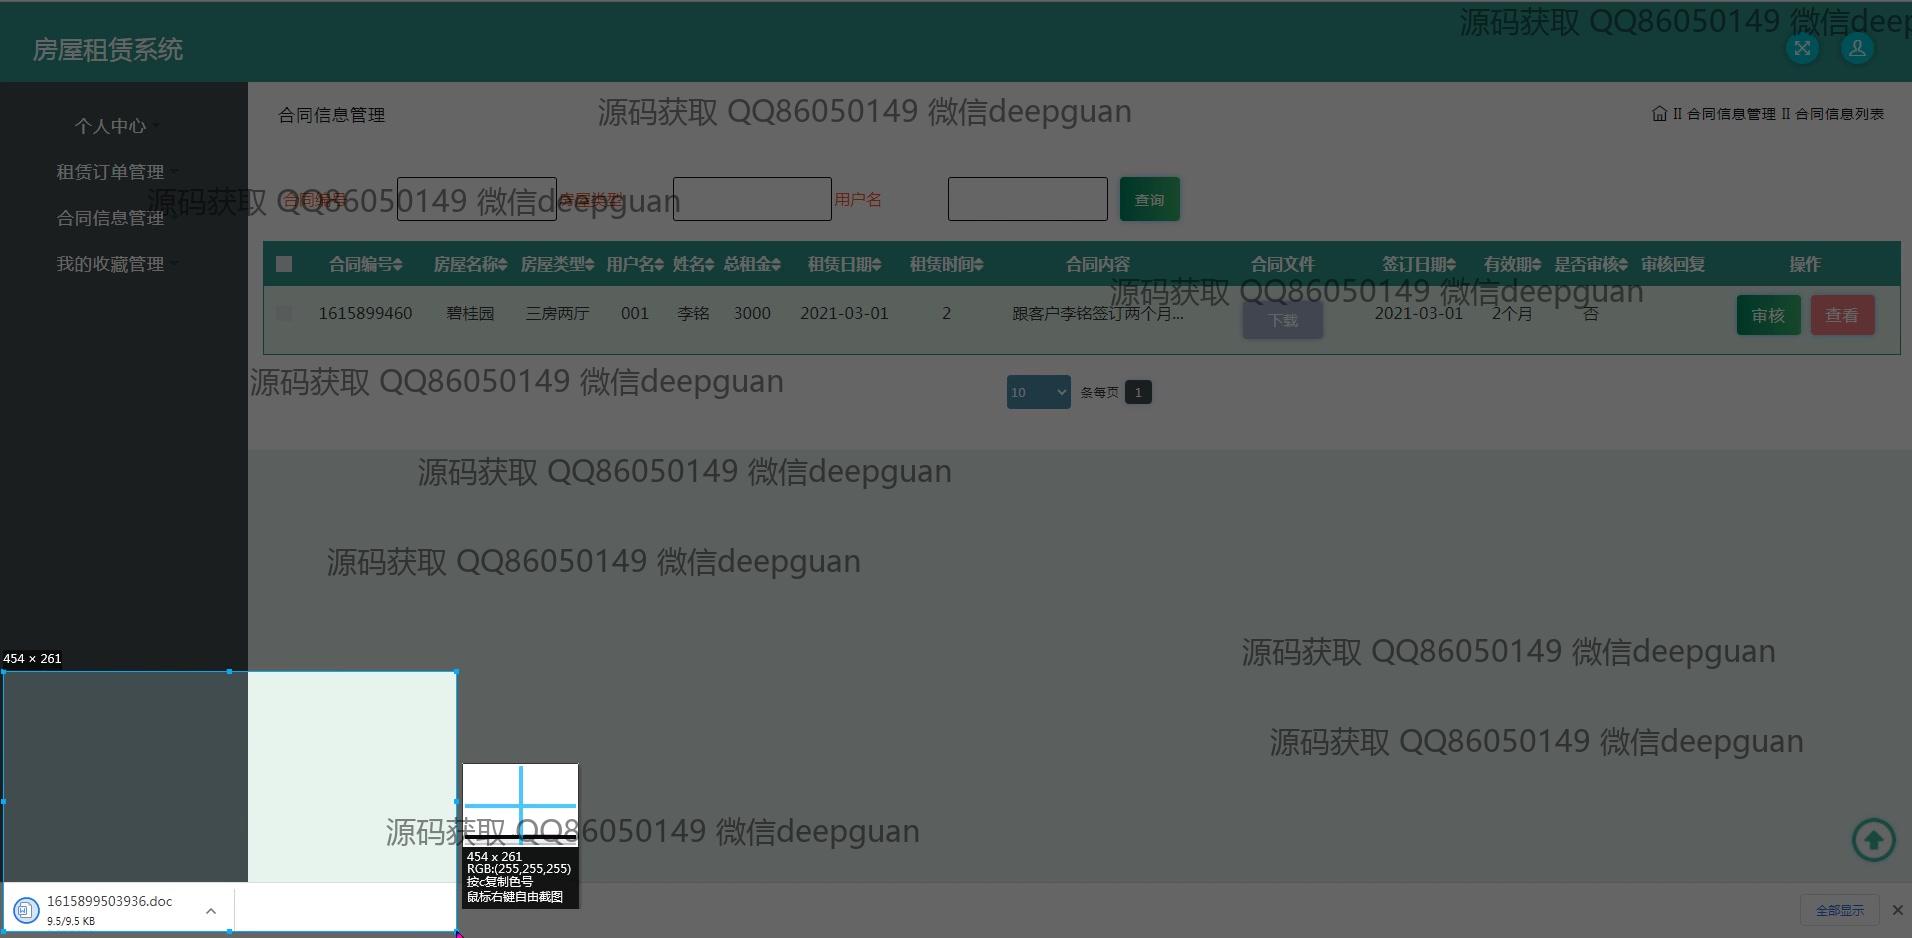 源码获取 QQ86050149 微信deep
房屋租赁系统
个人中心
租赁订单管理
合同信息管理
我的收藏管理
合同信息管理
源码获取 QQ86050149 微信deepguan
II 合同信息管理 II 合同信息列表
合同编号
房屋类型
用户名
查询
源码获取 QQ86050149 微信deepguan
合同编号 房屋名称 房屋类型 用户名 姓名 总租金 租赁日期 租赁时间 合同内容 合同文件 签订日期 有效期 是否审核 审核回复 操作
源码获取 QQ86050149 微信deepguan
1615899460 碧桂园 三房两厅 001 李铭 3000 2021-03-01 2 跟客户李铭签订两个月... 下载 2021-03-01 2个月 否 审核 查看
源码获取 QQ86050149 微信deepguan
10 条每页 1
源码获取 QQ86050149 微信deepguan
源码获取 QQ86050149 微信deepguan
源码获取 QQ86050149 微信deepguan
454 × 261
源码获取 QQ86050149 微信deepguan
源码获取 QQ86050149 微信deepguan
454 x 261
RGB:(255,255,255)
按c复制色号
鼠标右键自由截图
1615899503936.doc
9.5/9.5 KB
全部显示